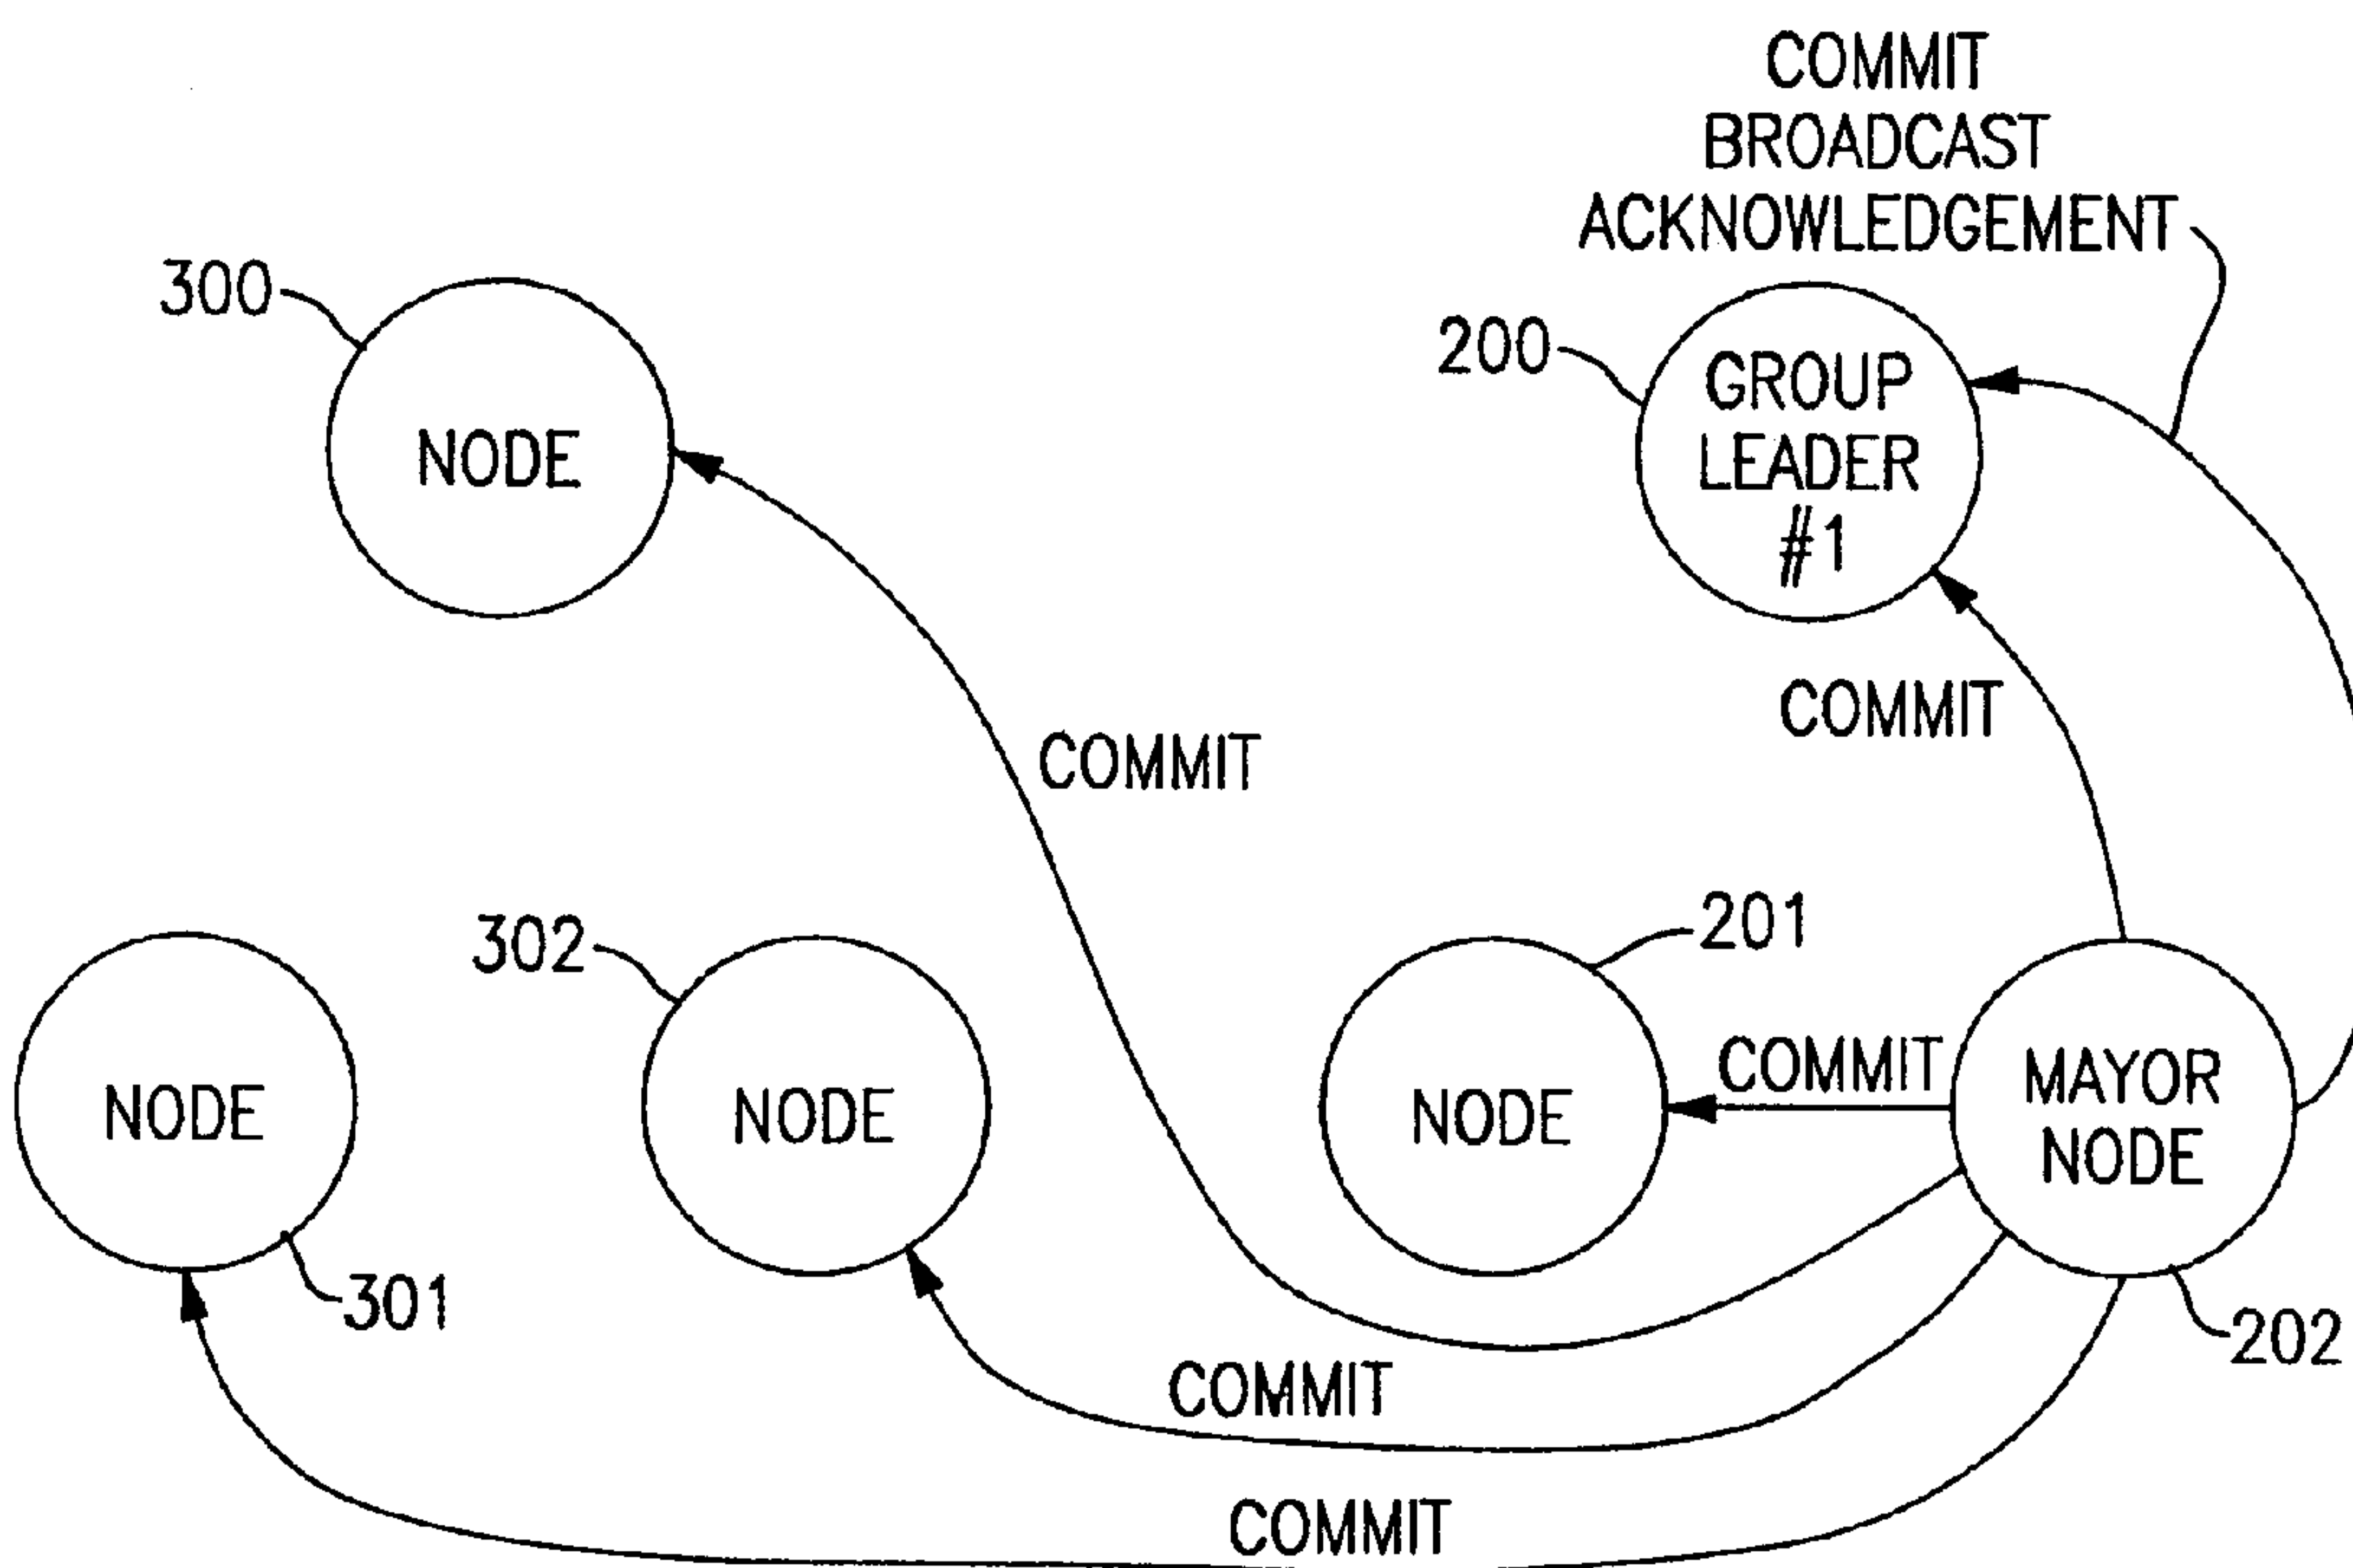 COMMIT
BROADCAST
ACKNOWLEDGEMENT
300
NODE
200
GROUP
LEADER
#1
COMMIT
COMMIT
302
201
NODE
NODE
NODE
COMMIT
MAYOR
NODE
301
202
COMMIT
COMMIT